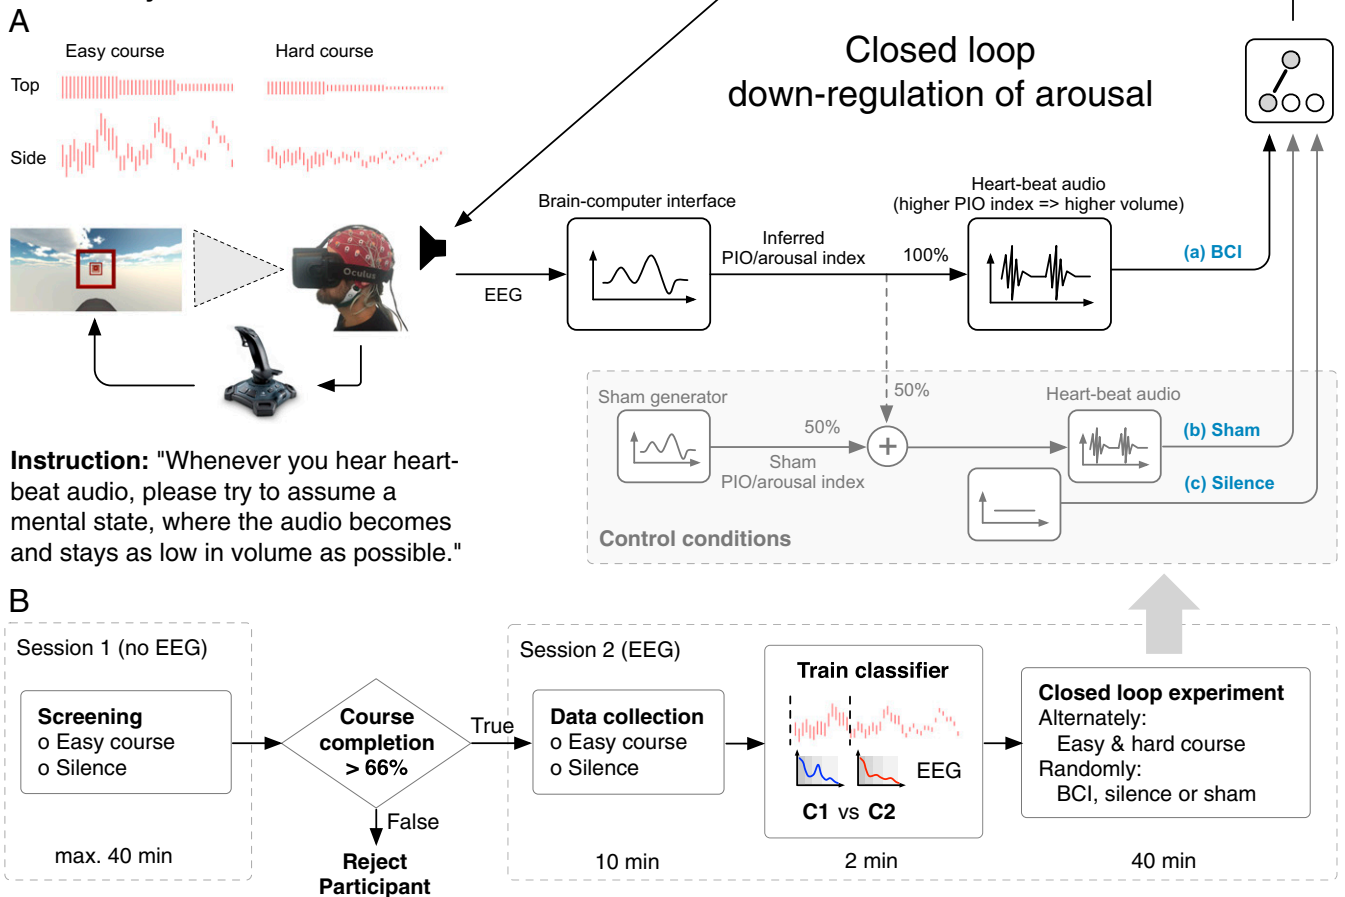 A
Easy course
Hard course
Top
Side
Closed loop
down-regulation of arousal
Brain-computer interface
Inferred
PIO/arousal index
100%
Heart-beat audio
(higher PIO index => higher volume)
(a) BCI
Oculus
EEG
50%
Sham generator
50%
Sham
PIO/arousal index
+
Heart-beat audio
(b) Sham
(c) Silence
Control conditions
Instruction: "Whenever you hear heart-
beat audio, please try to assume a
mental state, where the audio becomes
and stays as low in volume as possible."
B
Session 1 (no EEG)
Screening
o Easy course
o Silence
max. 40 min
Course
completion
> 66%
True
False
Reject
Participant
Session 2 (EEG)
Data collection
o Easy course
o Silence
10 min
Train classifier
EEG
C1 vs C2
2 min
Closed loop experiment
Alternately:
Easy & hard course
Randomly:
BCI, silence or sham
40 min